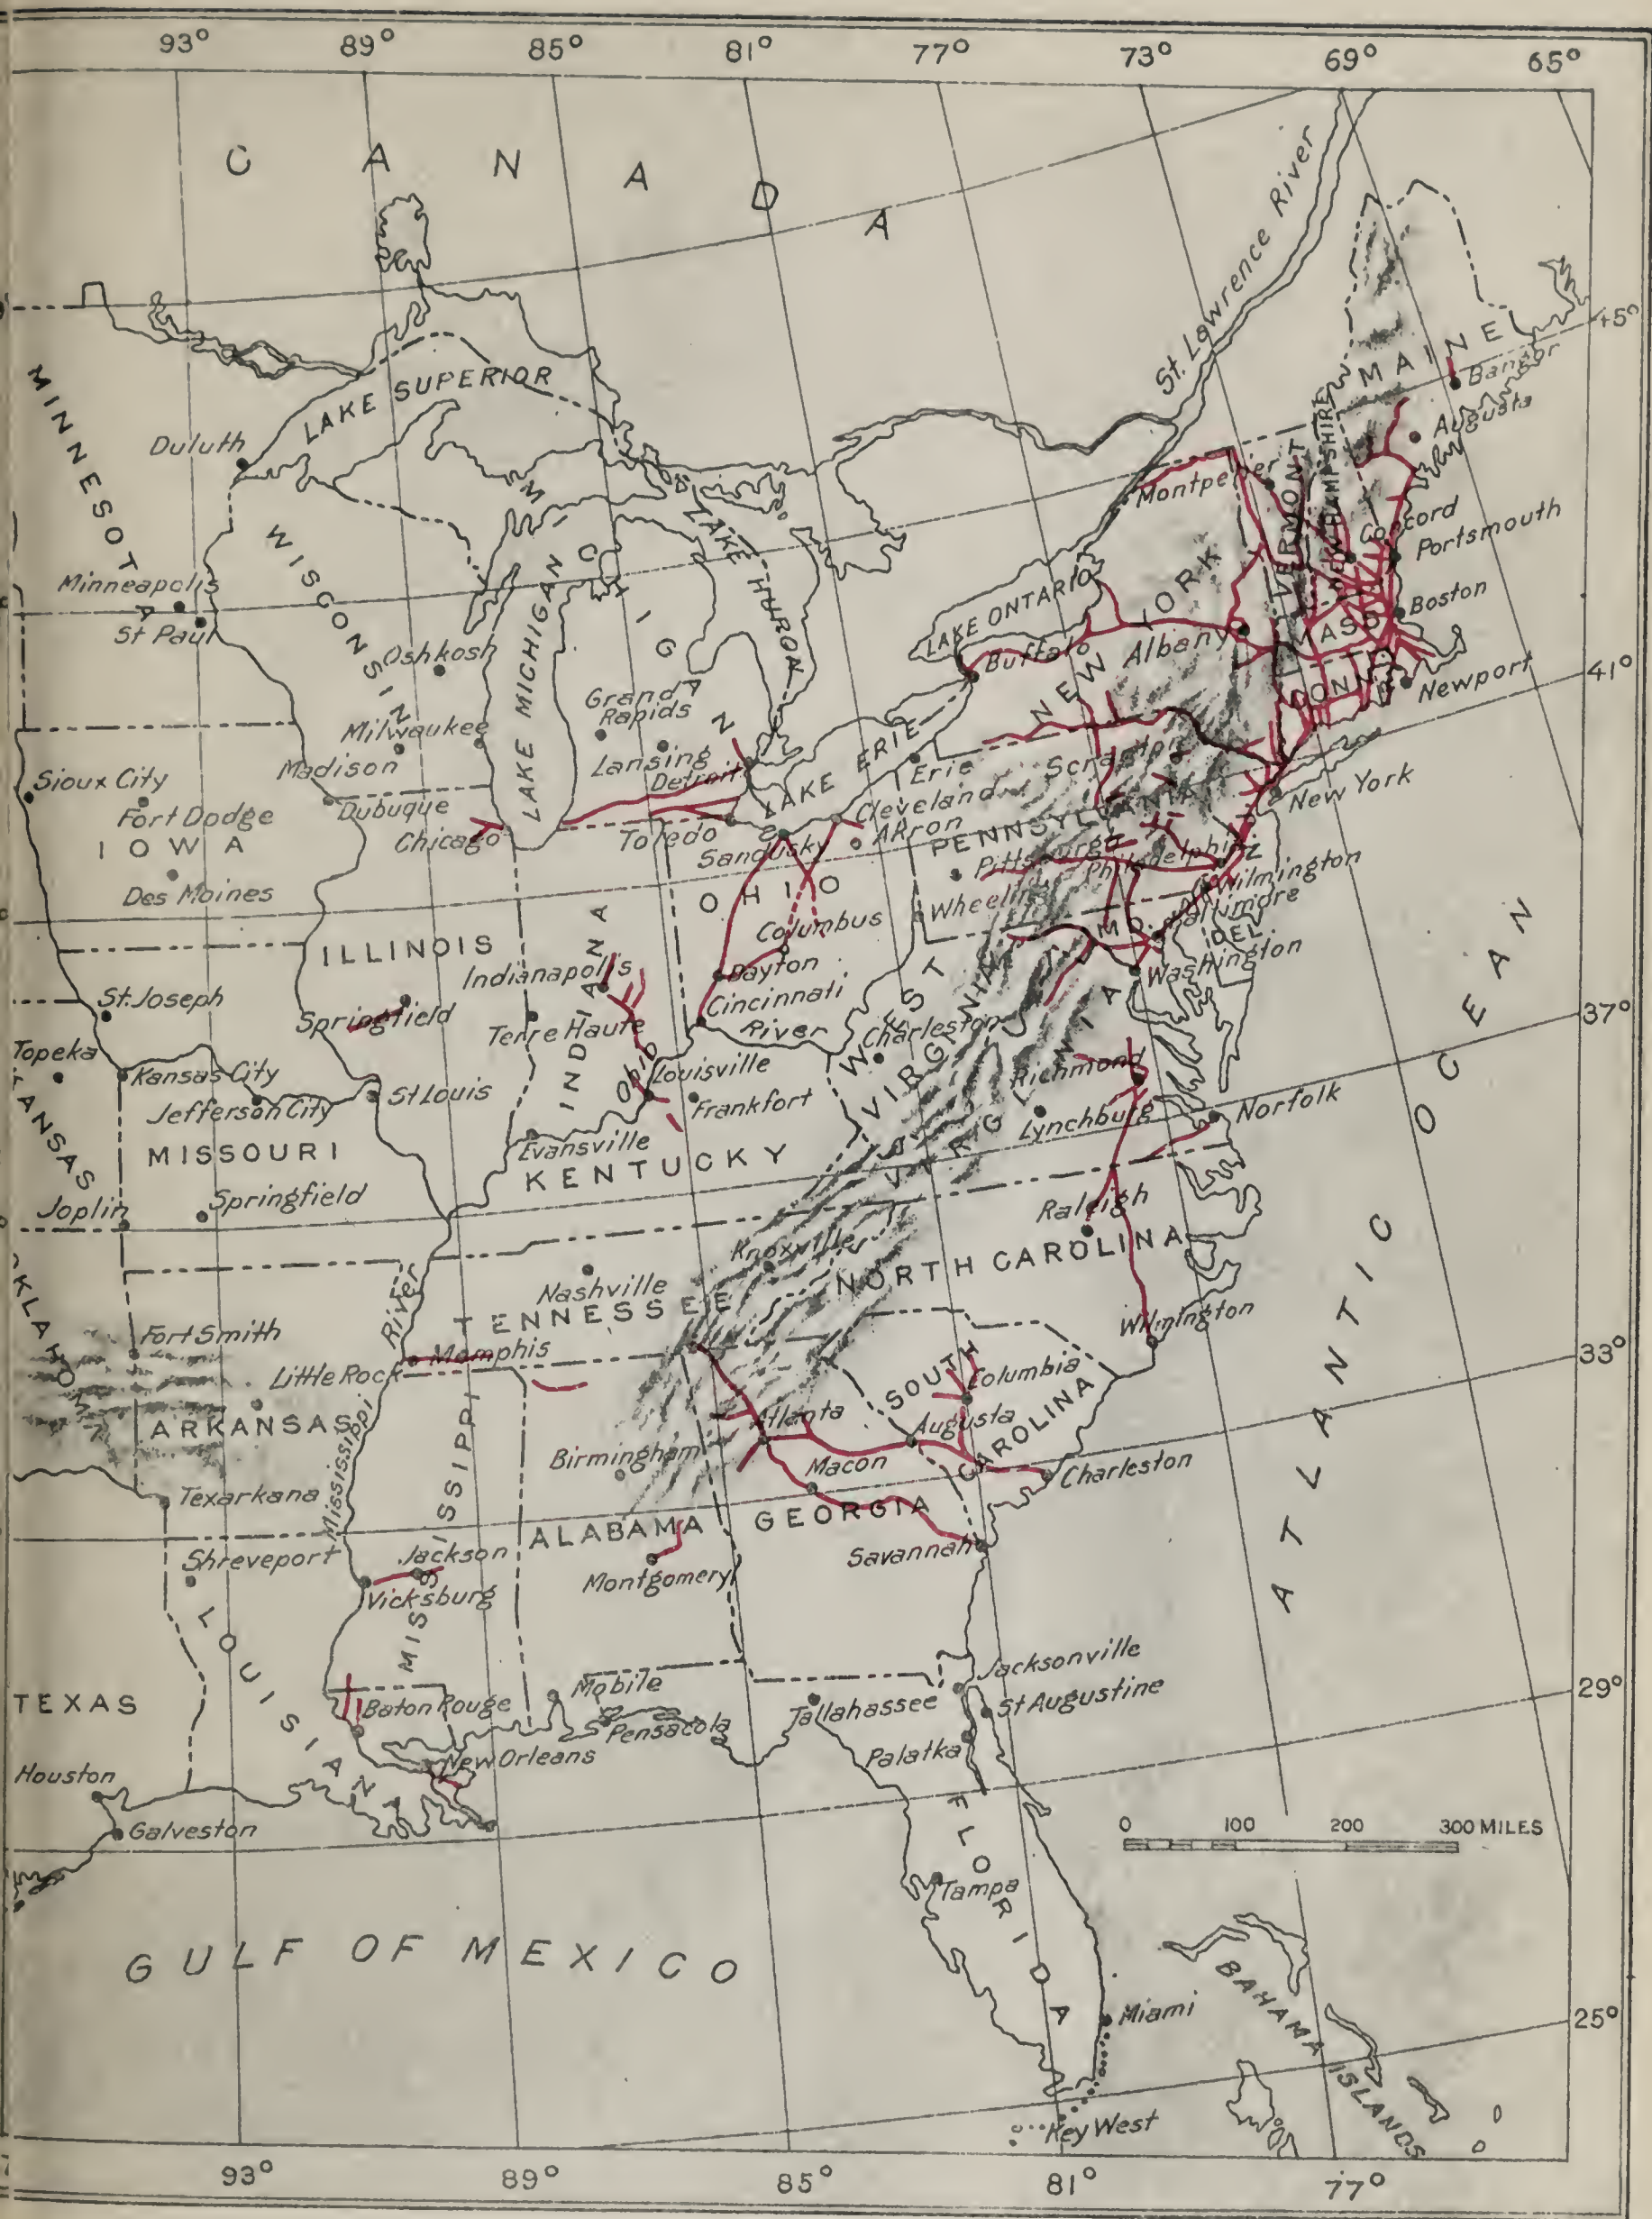 93° 89° 85° 81° 77° 73° 69° 65°
CANADA
St. Lawrence River
45°
MAINE
Bangor
Augusta
MINNESOTA
LAKE SUPERIOR
Duluth
NEW HAMPSHIRE
VERMONT
Montpelier
Concord
Portsmouth
WISCONSIN
MICHIGAN
LAKE HURON
Minneapolis
St Paul
LAKE MICHIGAN
LAKE ONTARIO
NEW YORK
Boston
Oshkosh
Buffalo
Albany
MASS
41°
CONN
Newport
Grand
Rapids
Milwaukee
Lansing
Detroit
LAKE ERIE
Erie
Scranton
Madison
Sioux City
Dubuque
Fort Dodge
Cleveland
New York
IOWA
Chicago
Toledo
Sandusky
Akron
PENNSYLVANIA
Pittsburgh
Philadelphia
Wilmington
Des Moines
OHIO
Wheeling
Baltimore
Columbus
MD.
DEL
ILLINOIS
INDIANA
Indianapolis
Dayton
Washington
St. Joseph
Cincinnati
WEST VIRGINIA
Springfield
Terre Haute
Ohio River
Charleston
37°
Topeka
Kansas City
Louisville
Richmond
KANSAS
Jefferson City
St Louis
Frankfort
Lynchburg
Norfolk
MISSOURI
Evansville
KENTUCKY
VIRGINIA
Joplin
Springfield
Raleigh
Knoxville
NORTH CAROLINA
Nashville
TENNESSEE
ATLANTIC OCEAN
OKLAHOMA
Fort Smith
Mississippi River
Wilmington
Memphis
33°
Little Rock
SOUTH CAROLINA
Columbia
ARKANSAS
Atlanta
Augusta
Birmingham
Macon
Charleston
Texarkana
MISSISSIPPI
ALABAMA
GEORGIA
Shreveport
Jackson
Savannah
Vicksburg
Montgomery
LOUISIANA
Jacksonville
TEXAS
Baton Rouge
Mobile
Tallahassee
St Augustine
29°
Pensacola
Palatka
New Orleans
Houston
FLORIDA
Galveston
0 100 200 300 MILES
Tampa
GULF OF MEXICO
BAHAMA ISLANDS
Miami
25°
Key West
93° 89° 85° 81° 77°